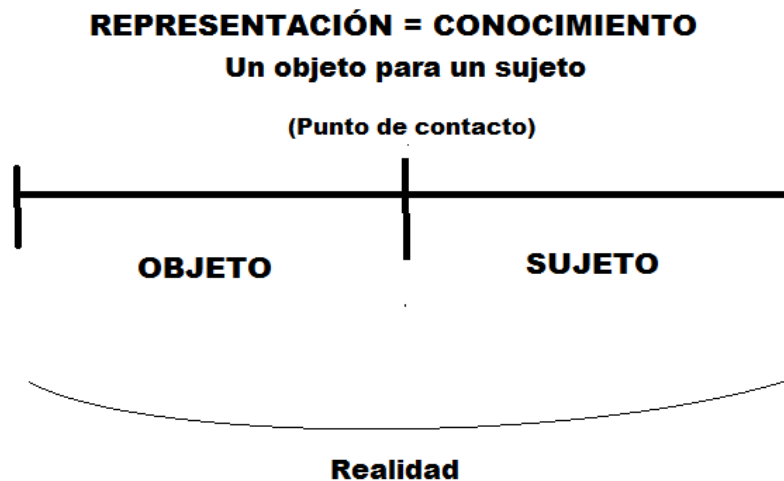 REPRESENTACIÓN = CONOCIMIENTO
Un objeto para un sujeto
(Punto de contacto)
OBJETO
SUJETO
Realidad